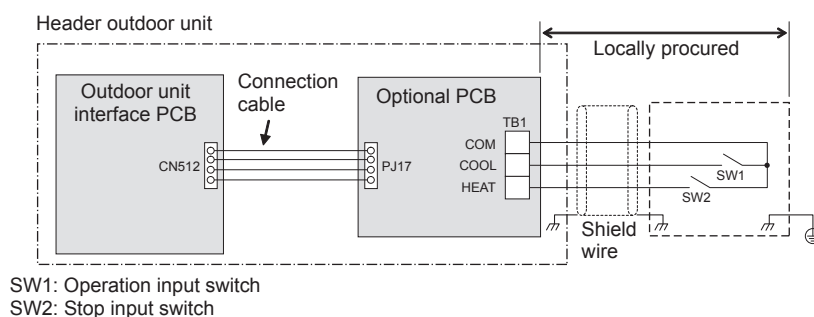 Header outdoor unit
Locally procured
Outdoor unit
interface PCB
Connection
cable
Optional PCB
TB1
COM
CN512
PJ17
COOL
SW1
HEAT
SW2
Shield
wire
SW1: Operation input switch
SW2: Stop input switch